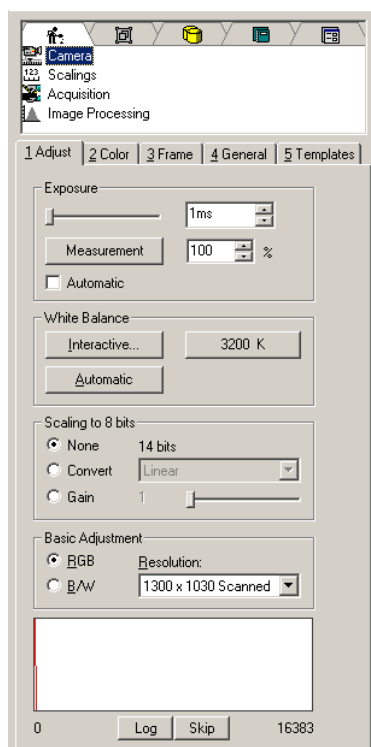 Camera
123 Scalings
Acquisition
Image Processing
1 Adjust 2 Color 3 Frame 4 General 5 Templates
Exposure
1ms
Measurement 100 %
Automatic
White Balance
Interactive... 3200 K
Automatic
Scaling to 8 bits
None 14 bits
Convert Linear
Gain 1
Basic Adjustment
RGB Resolution:
B/W 1300 x 1030 Scanned
0 Log Skip 16383